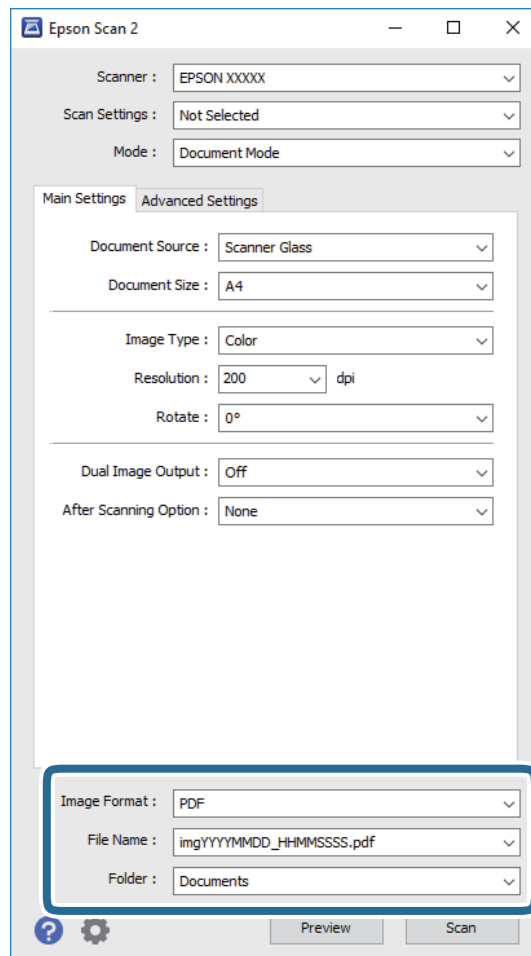 Epson Scan 2
Scanner : EPSON XXXXX
Scan Settings : Not Selected
Mode : Document Mode
Main Settings Advanced Settings
Document Source : Scanner Glass
Document Size : A4
Image Type : Color
Resolution : 200 dpi
Rotate : 0°
Dual Image Output : Off
After Scanning Option : None
Image Format : PDF
File Name : imgYYYYMMDD_HHMMSSSS.pdf
Folder : Documents
? Preview Scan